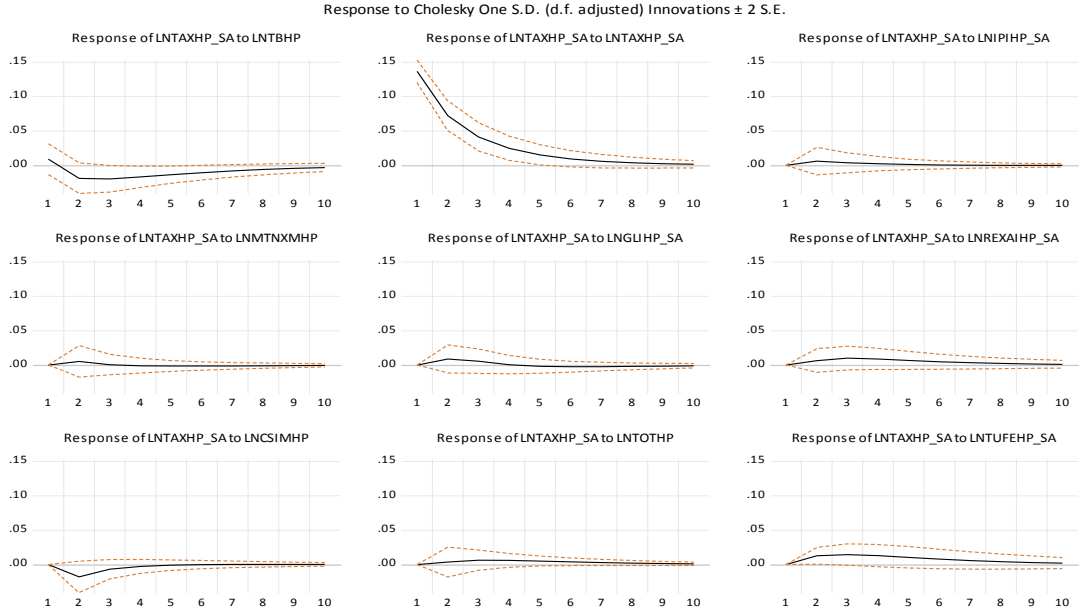 Response to Cholesky One S.D. (d.f. adjusted) Innovations ± 2 S.E.
Response of LNTAXHP_SA to LNTBHP
.15
.10
.05
.00
1 2 3 4 5 6 7 8 9 10
Response of LNTAXHP_SA to LNTAXHP_SA
.15
.10
.05
.00
1 2 3 4 5 6 7 8 9 10
Response of LNTAXHP_SA to LNIPIHP_SA
.15
.10
.05
.00
1 2 3 4 5 6 7 8 9 10
Response of LNTAXHP_SA to LNMTNXMHP
.15
.10
.05
.00
1 2 3 4 5 6 7 8 9 10
Response of LNTAXHP_SA to LNGLIHP_SA
.15
.10
.05
.00
1 2 3 4 5 6 7 8 9 10
Response of LNTAXHP_SA to LNREXAIHP_SA
.15
.10
.05
.00
1 2 3 4 5 6 7 8 9 10
Response of LNTAXHP_SA to LNCSIMHP
.15
.10
.05
.00
1 2 3 4 5 6 7 8 9 10
Response of LNTAXHP_SA to LNTOTHP
.15
.10
.05
.00
1 2 3 4 5 6 7 8 9 10
Response of LNTAXHP_SA to LNTUFEHP_SA
.15
.10
.05
.00
1 2 3 4 5 6 7 8 9 10